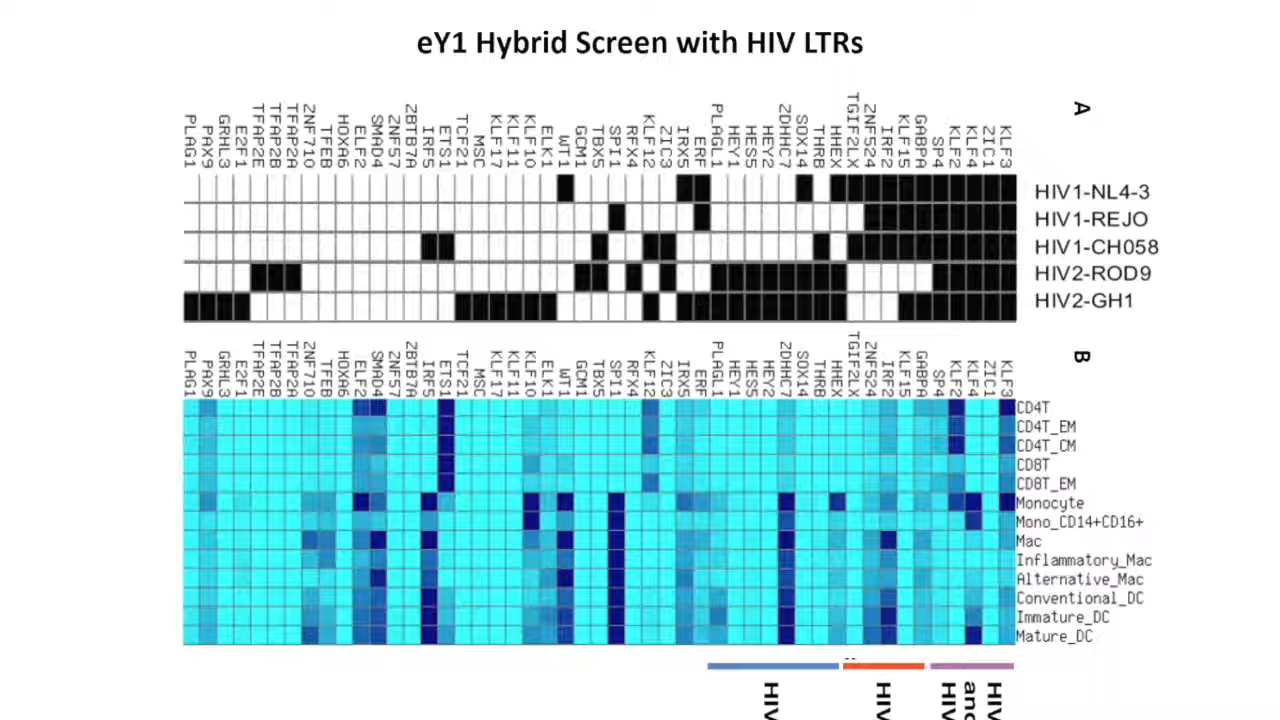 eY1 Hybrid Screen with HIV LTRs
A
PLAG1
PAX3
GRHL3
E2F1
TFAP2E
TFAP2B
TFAP2A
ZNF710
TFEB
HOXA6
ELF2
SMAD4
ZNF57
ZBTB7A
IRF5
ETS1
TCF21
MSC
KLF17
KLF11
KLF10
ELK1
WT1
GCM1
TBX5
SPI1
RFX4
KLF12
ZIC3
IRX5
ERF
PLAGL1
HEY1
HES5
HEY2
ZDHHC7
SOX14
THRB
HHEX
TGIF2LX
ZNF524
IRF2
KLF15
GABPA
SP4
KLF2
KLF4
ZIC1
KLF3
HIV1-NL4-3
HIV1-REJO
HIV1-CH058
HIV2-ROD9
HIV2-GH1
B
PLAG1
PAX9
GRHL3
E2F1
TFAP2E
TFAP2B
TFAP2A
ZNF710
TFEB
HOXA6
ELF2
SMAD4
ZNF57
ZBTB7A
IRF5
ETS1
TCF21
MSC
KLF17
KLF11
KLF10
ELK1
WT1
GCM1
TBX5
SPI1
RFX4
KLF12
ZIC3
IRX5
ERF
PLAGL1
HEY1
HES5
HEY2
ZDHHC7
SOX14
THRB
HHEX
TGIF2LX
ZNF524
IRF2
KLF15
GABPA
SP4
KLF2
KLF4
ZIC1
KLF3
CD4T
CD4T_EM
CD4T_CM
CD8T
CD8T_EM
Monocyte
Mono_CD14+CD16+
Mac
Inflammatory_Mac
Alternative_Mac
Conventional_DC
Immature_DC
Mature_DC
HIV
HIV
HIV
and
HIV